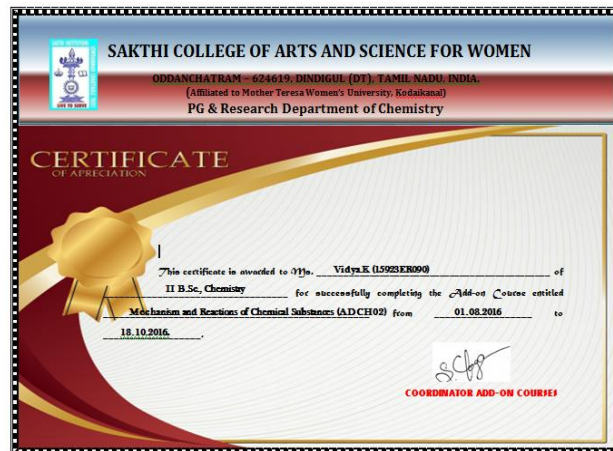 SAKTHI COLLEGE OF ARTS AND SCIENCE FOR WOMEN
ODDANCHATRAM – 624619, DINDIGUL (DT), TAMIL NADU. INDIA.
(Affiliated to Mother Teresa Women's University, Kodaikanal)
PG & Research Department of Chemistry
LIVE TO SERVE
CERTIFICATE
OF APRECIATION
This certificate is awarded to Ms. Vidya.K (15923ER090) of
II B.Sc., Chemistry for successfully completing the Add-on Course entitled
Mechanism and Reactions of Chemical Substances (ADCH02) from 01.08.2016 to
18.10.2016.
COORDINATOR ADD-ON COURSES